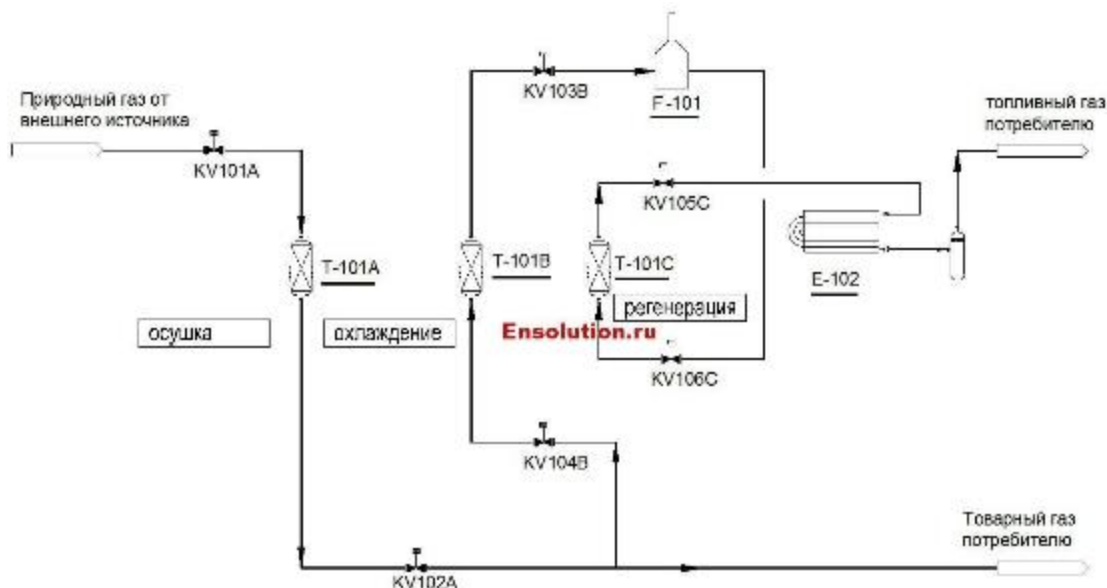 Природный газ от
внешнего источника
KV101A
KV103B
F-101
топливный газ
потребителю
KV105C
T-101A
T-101B
T-101C
E-102
осушка
охлаждение
регенерация
Ensolution.ru
KV106C
KV104B
Товарный газ
потребителю
KV102A